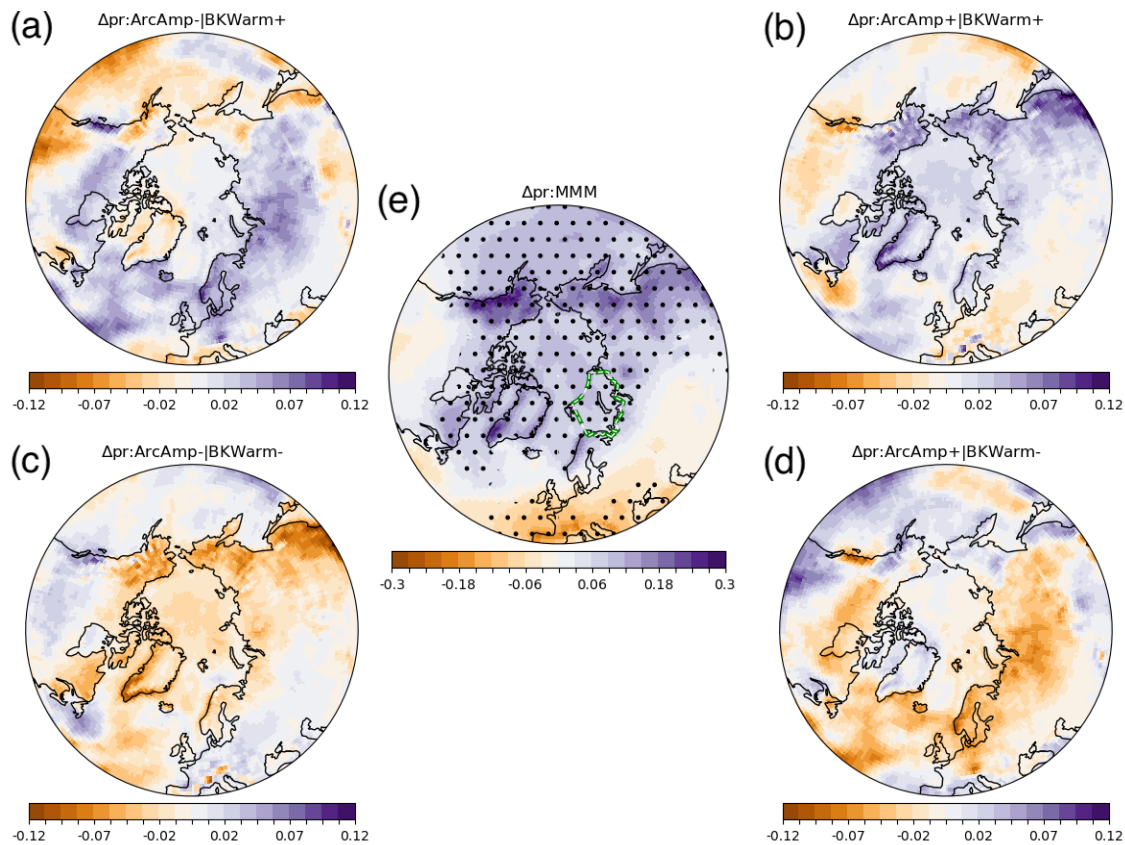 (a)
Δpr:ArcAmp-|BKWarm+
-0.12 -0.07 -0.02 0.02 0.07 0.12
(b)
Δpr:ArcAmp+|BKWarm+
-0.12 -0.07 -0.02 0.02 0.07 0.12
(e)
Δpr:MMM
-0.3 -0.18 -0.06 0.06 0.18 0.3
(c)
Δpr:ArcAmp-|BKWarm-
-0.12 -0.07 -0.02 0.02 0.07 0.12
(d)
Δpr:ArcAmp+|BKWarm-
-0.12 -0.07 -0.02 0.02 0.07 0.12